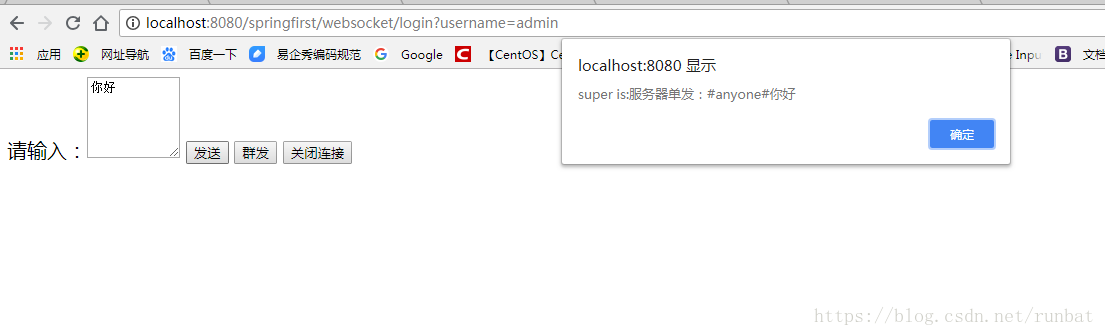 localhost:8080/springfirst/websocket/login?username=admin
应用 网址导航 百度一下 易企秀编码规范 Google 【CentOS】 文档
localhost:8080 显示
super is:服务器单发：#anyone#你好
确定
你好
请输入： 发送 群发 关闭连接
https://blog.csdn.net/runbat